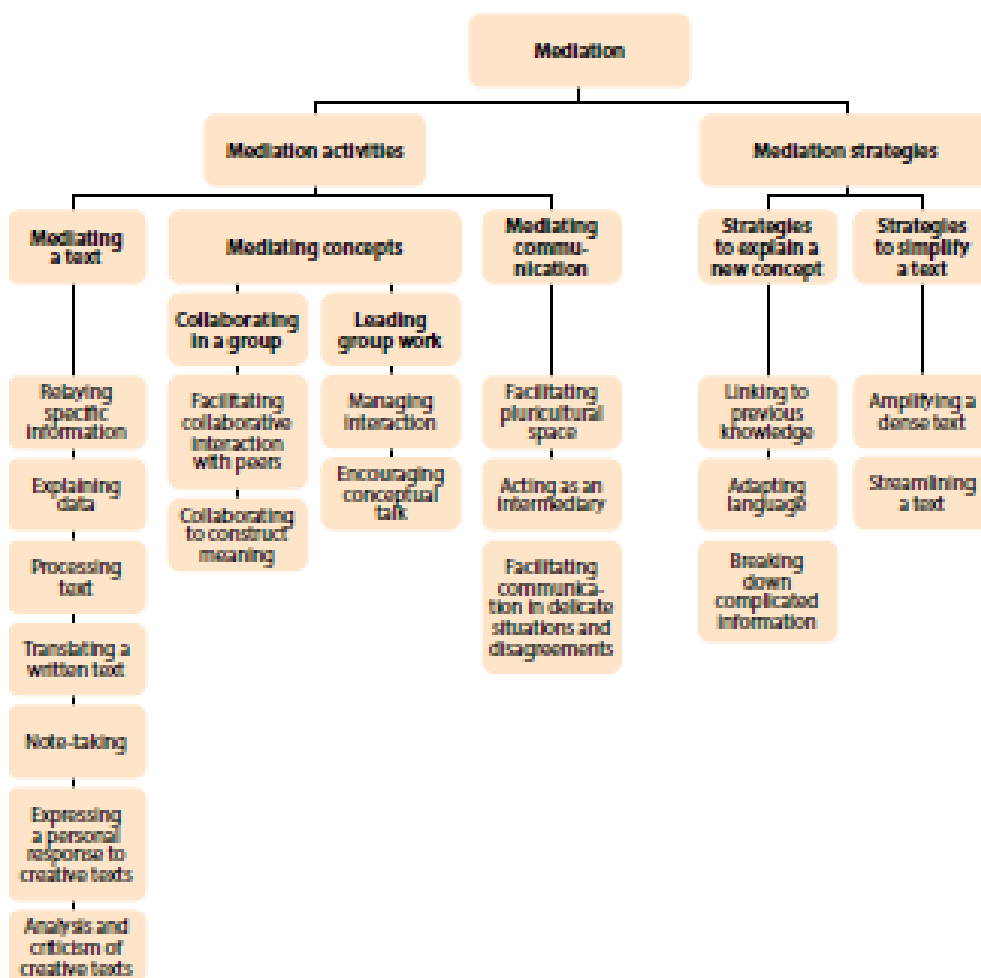 Mediation
Mediation activities
Mediation strategies
Mediating
a text
Mediating concepts
Mediating
commu-
nication
Strategies
to explain a
new concept
Strategies
to simplify
a text
Collaborating
in a group
Leading
group work
Relaying
specific
information
Facilitating
collaborative
interaction
with peers
Managing
interaction
Facilitating
pluricultural
space
Linking to
previous
knowledge
Amplifying a
dense text
Explaining
data
Encouraging
conceptual
talk
Acting as an
intermediary
Adapting
language
Streamlining
a text
Collaborating
to construct
meaning
Processing
text
Facilitating
communica-
tion in delicate
situations and
disagreements
Breaking
down
complicated
information
Translating a
written text
Note-taking
Expressing
a personal
response to
creative texts
Analysis and
criticism of
creative texts